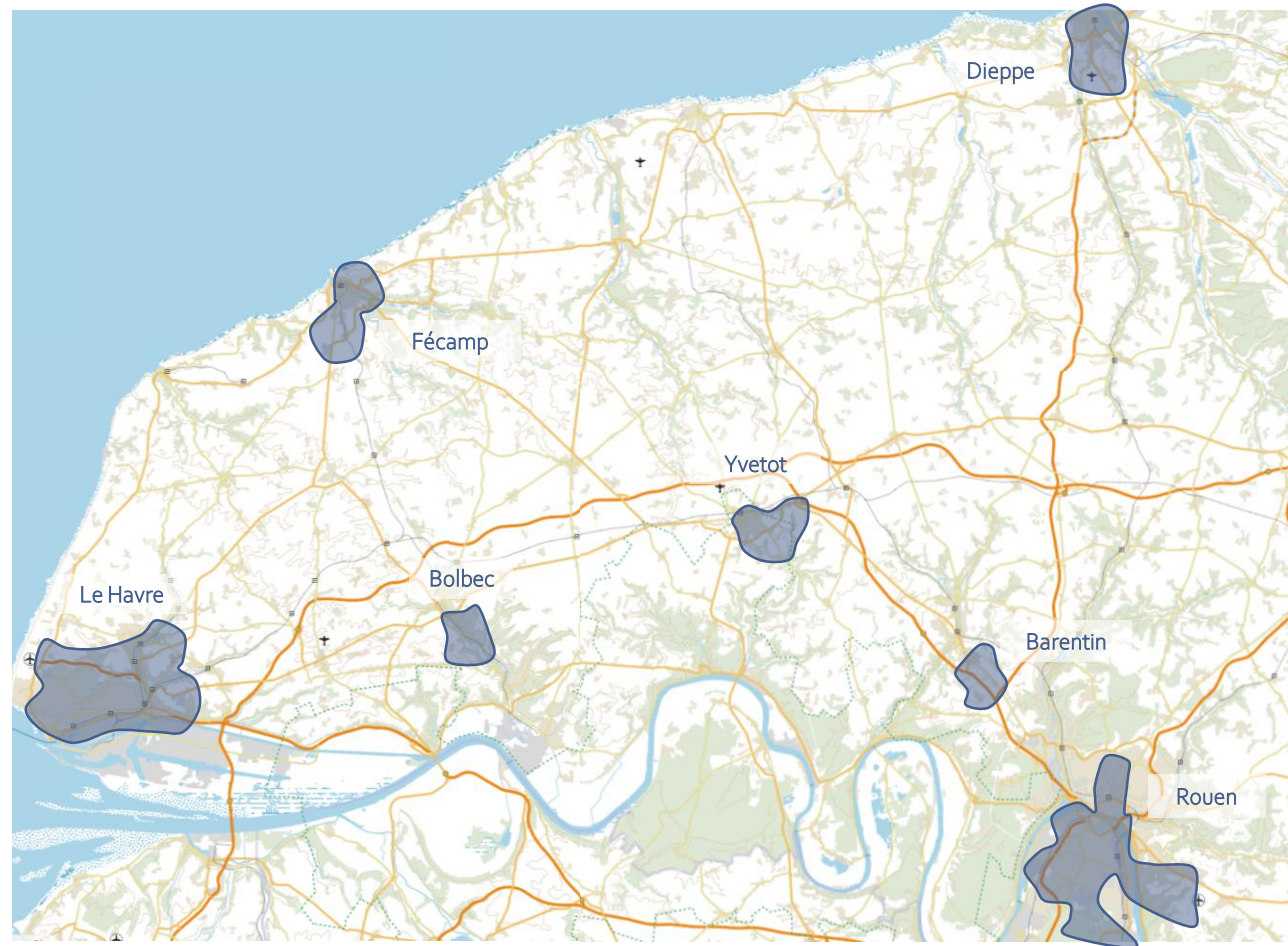 Dieppe
Fécamp
Yvetot
Bolbec
Le Havre
Barentin
Rouen